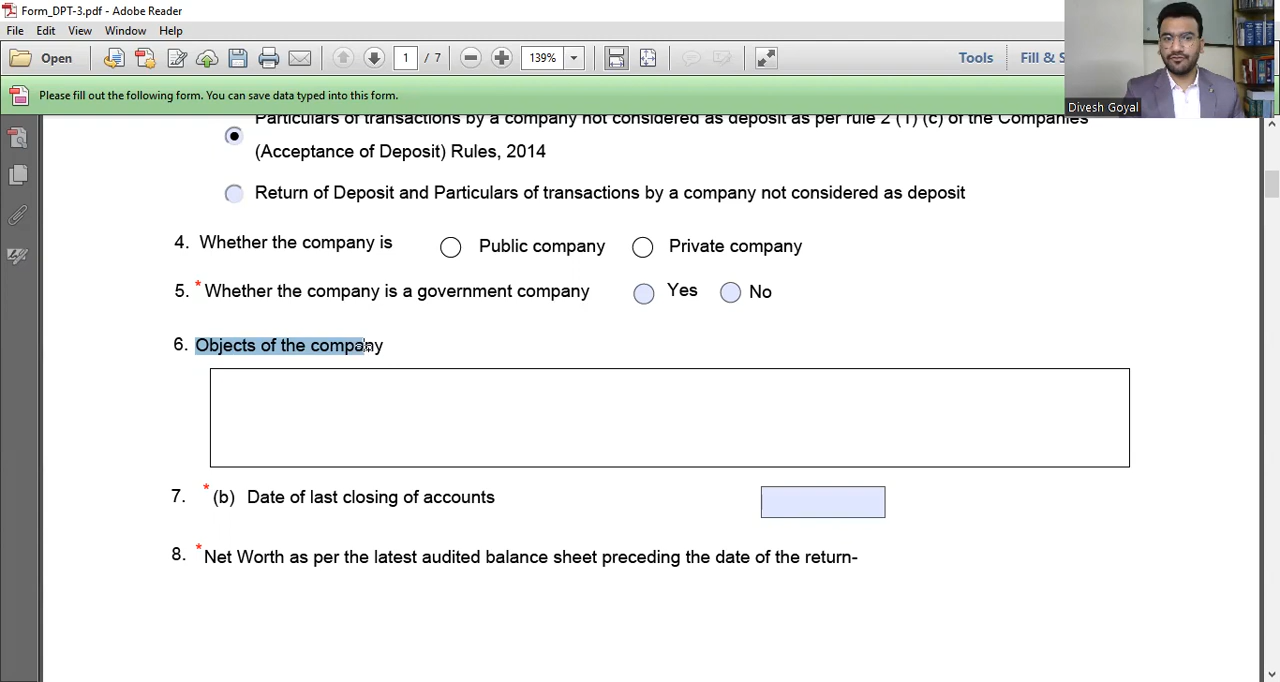 Form_DPT-3.pdf - Adobe Reader
File Edit View Window Help
Open 1 / 7 139% Tools Fill & S
Please fill out the following form. You can save data typed into this form.
Divesh Goyal
Particulars of transactions by a company not considered as deposit as per rule 2 (1) (c) of the Companies
(Acceptance of Deposit) Rules, 2014
Return of Deposit and Particulars of transactions by a company not considered as deposit
4. Whether the company is Public company Private company
5. * Whether the company is a government company Yes No
6. Objects of the company
7. * (b) Date of last closing of accounts
8. * Net Worth as per the latest audited balance sheet preceding the date of the return-